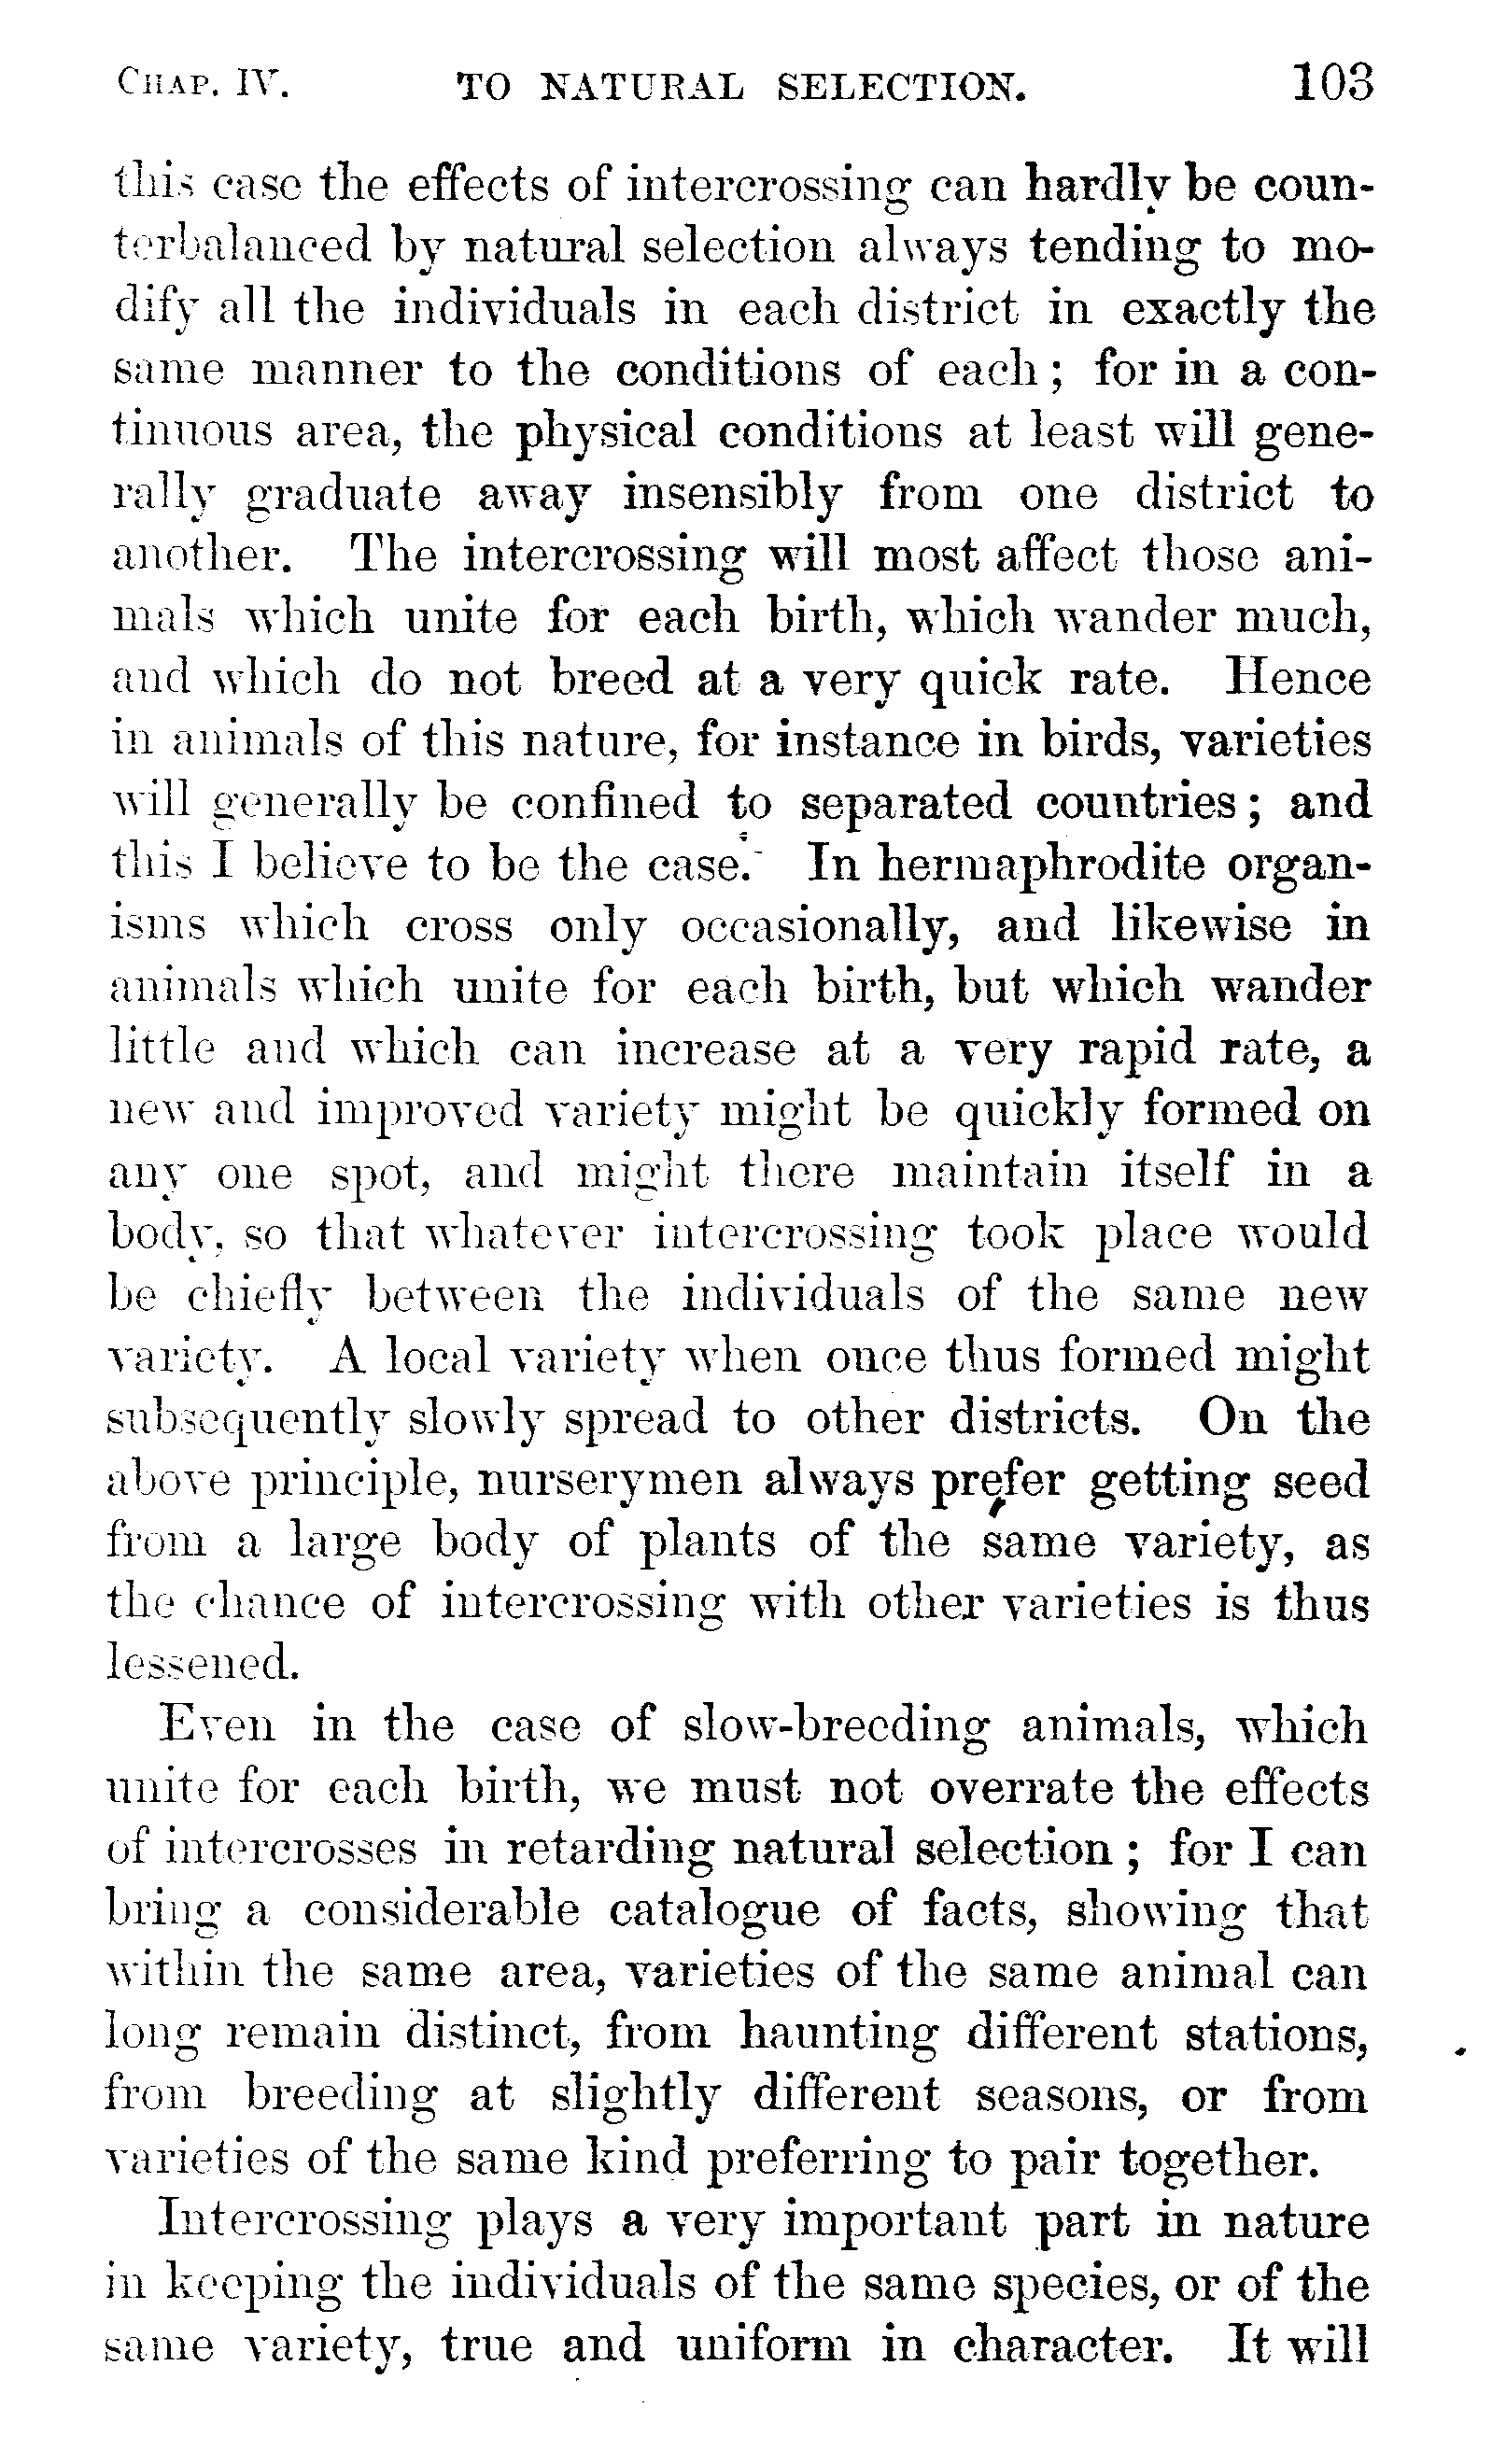 CHAP. IV. TO NATURAL SELECTION. 103
this case the effects of intercrossing can hardly be coun-
terbalanced by natural selection always tending to mo-
dify all the individuals in each district in exactly the
same manner to the conditions of each; for in a con-
tinuous area, the physical conditions at least will gene-
rally graduate away insensibly from one district to
another. The intercrossing will most affect those ani-
mals which unite for each birth, which wander much,
and which do not breed at a very quick rate. Hence
in animals of this nature, for instance in birds, varieties
will generally be confined to separated countries; and
this I believe to be the case. In hermaphrodite organ-
isms which cross only occasionally, and likewise in
animals which unite for each birth, but which wander
little and which can increase at a very rapid rate, a
new and improved variety might be quickly formed on
any one spot, and might there maintain itself in a
body, so that whatever intercrossing took place would
be chiefly between the individuals of the same new
variety. A local variety when once thus formed might
subsequently slowly spread to other districts. On the
above principle, nurserymen always prefer getting seed
from a large body of plants of the same variety, as
the chance of intercrossing with other varieties is thus
lessened.
Even in the case of slow-breeding animals, which
unite for each birth, we must not overrate the effects
of intercrosses in retarding natural selection; for I can
bring a considerable catalogue of facts, showing that
within the same area, varieties of the same animal can
long remain distinct, from haunting different stations,
from breeding at slightly different seasons, or from
varieties of the same kind preferring to pair together.
Intercrossing plays a very important part in nature
in keeping the individuals of the same species, or of the
same variety, true and uniform in character. It will